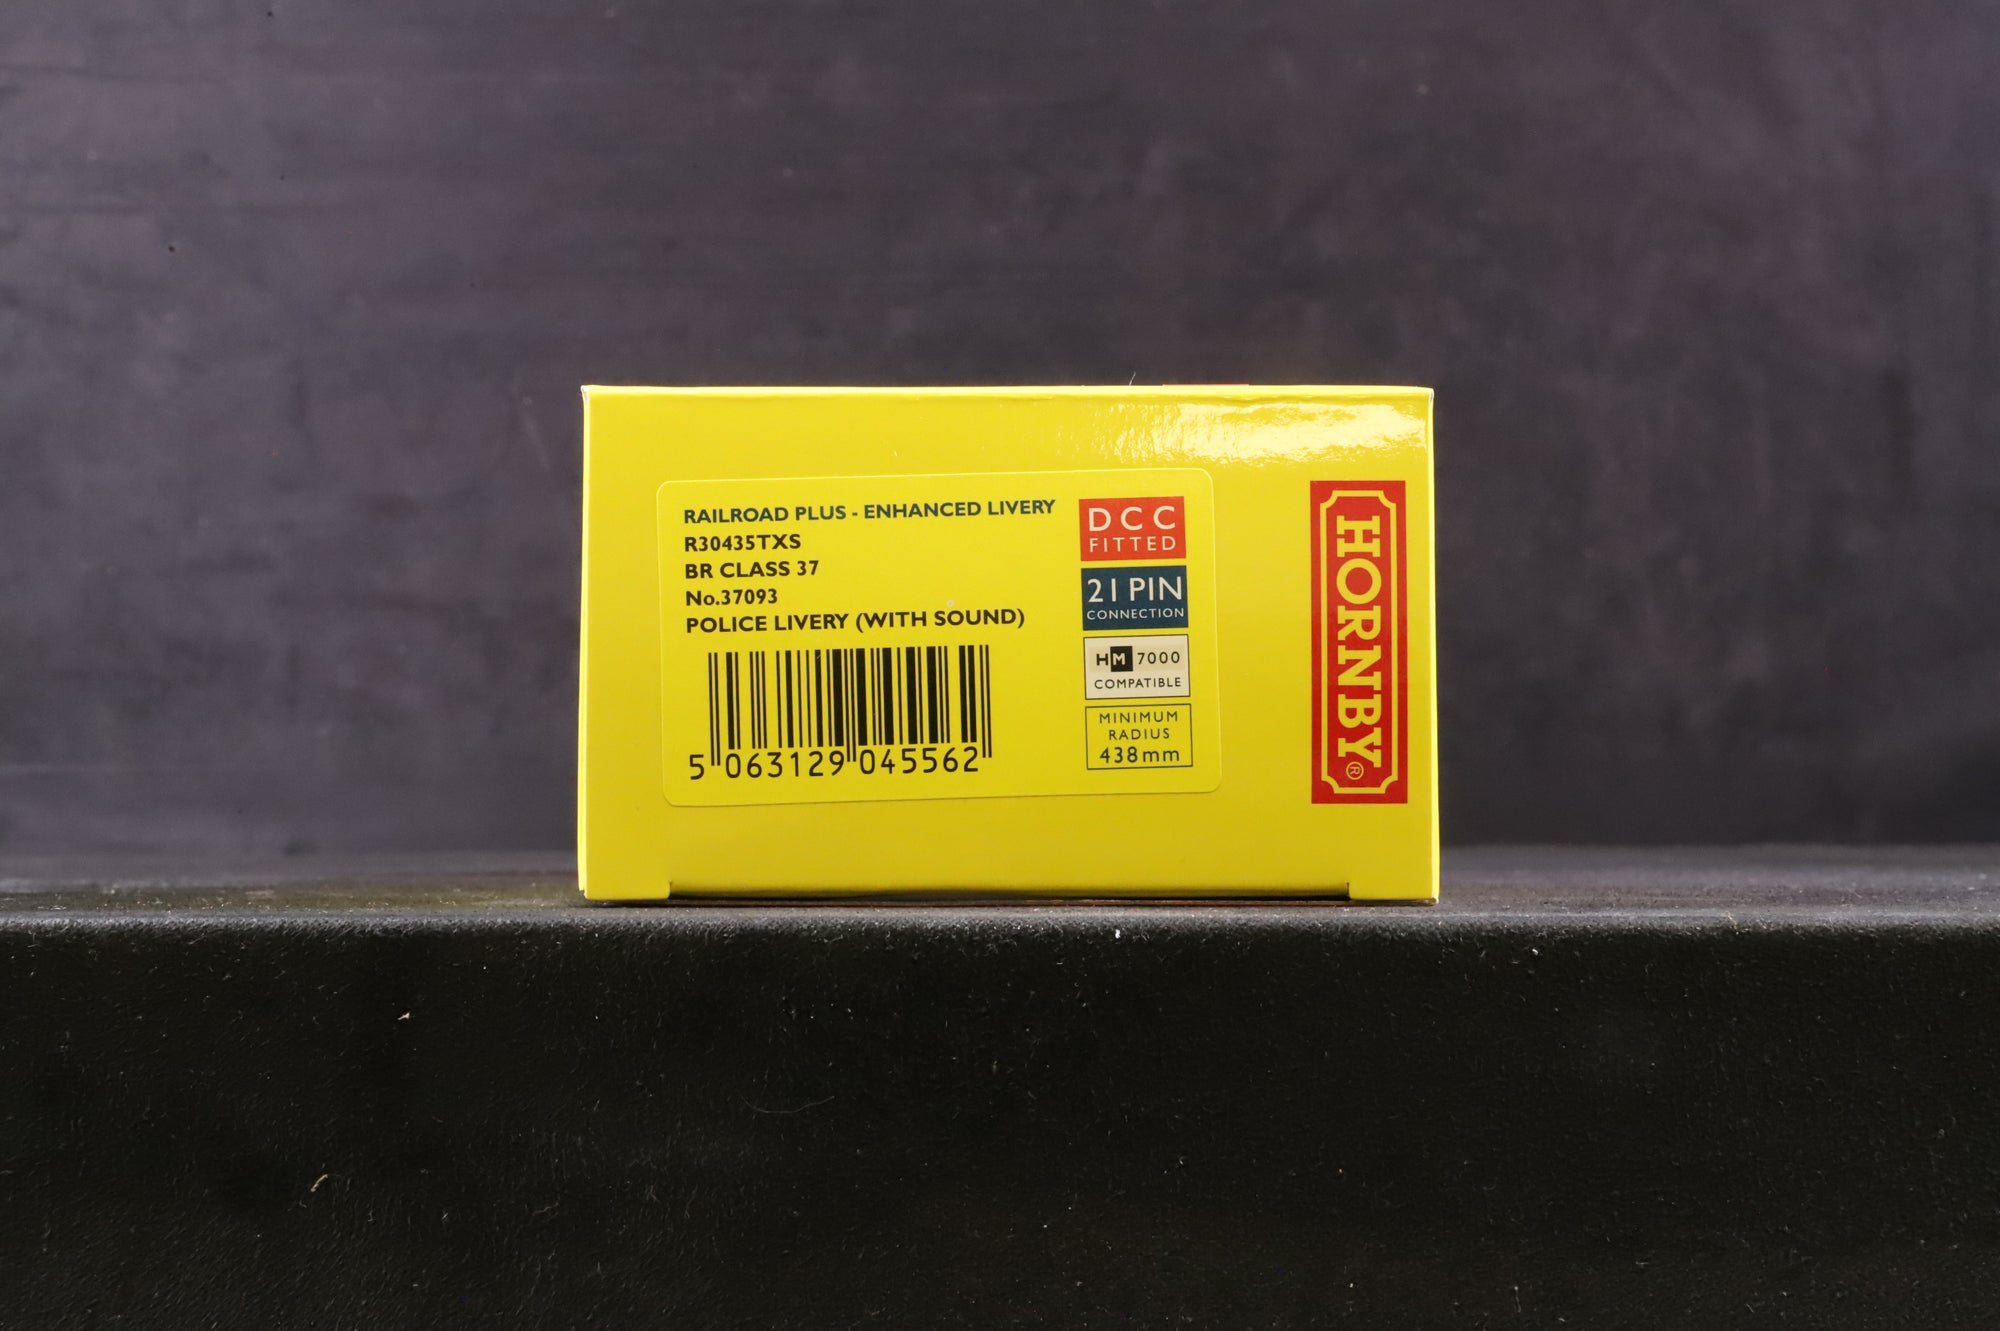 RAILROAD PLUS - ENHANCED LIVERY
R30435TXS
BR CLASS 37
No.37093
POLICE LIVERY (WITH SOUND)
5 063129 045562
DCC
FITTED
21 PIN
CONNECTION
HM 7000
COMPATIBLE
MINIMUM
RADIUS
438mm
HORNBY®